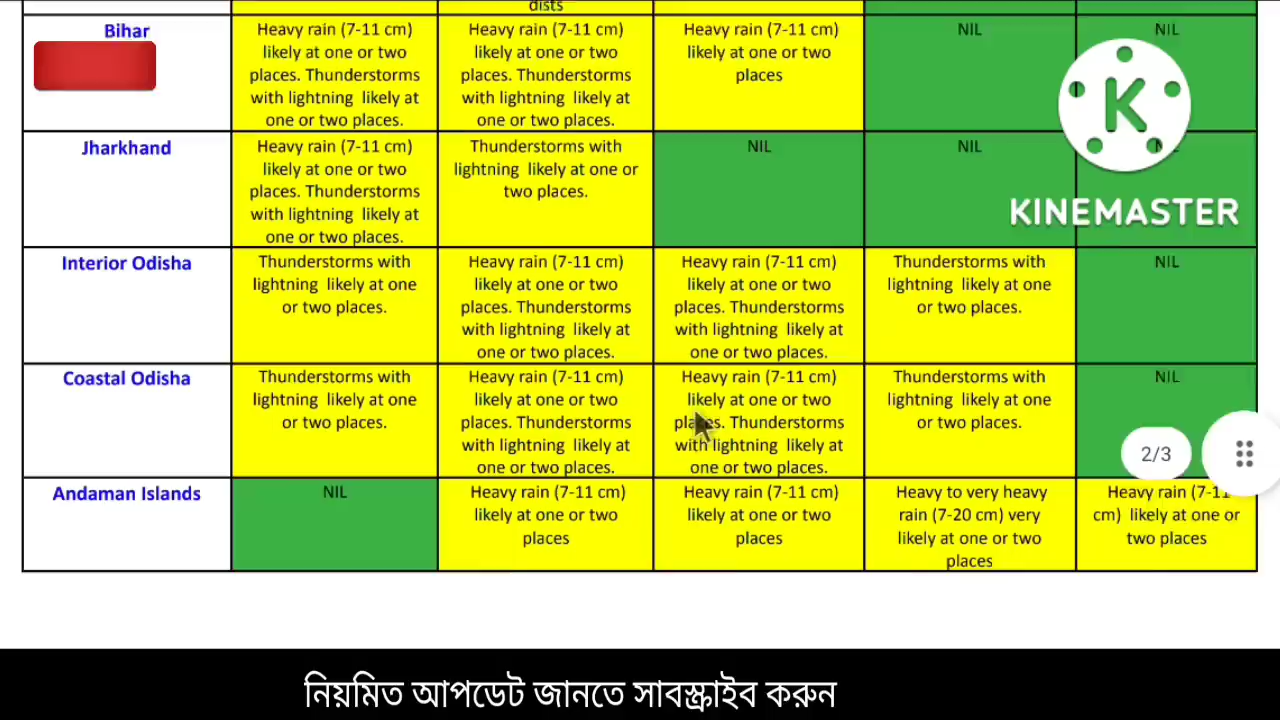 dists
Bihar
Heavy rain (7-11 cm)
likely at one or two
places. Thunderstorms
with lightning likely at
one or two places.
Heavy rain (7-11 cm)
likely at one or two
places. Thunderstorms
with lightning likely at
one or two places.
Heavy rain (7-11 cm)
likely at one or two
places
NIL
NIL
Jharkhand
Heavy rain (7-11 cm)
likely at one or two
places. Thunderstorms
with lightning likely at
one or two places.
Thunderstorms with
lightning likely at one or
two places.
NIL
NIL
K
KINEMASTER
Interior Odisha
Thunderstorms with
lightning likely at one
or two places.
Heavy rain (7-11 cm)
likely at one or two
places. Thunderstorms
with lightning likely at
one or two places.
Heavy rain (7-11 cm)
likely at one or two
places. Thunderstorms
with lightning likely at
one or two places.
Thunderstorms with
lightning likely at one
or two places.
NIL
Coastal Odisha
Thunderstorms with
lightning likely at one
or two places.
Heavy rain (7-11 cm)
likely at one or two
places. Thunderstorms
with lightning likely at
one or two places.
Heavy rain (7-11 cm)
likely at one or two
places. Thunderstorms
with lightning likely at
one or two places.
Thunderstorms with
lightning likely at one
or two places.
NIL
2/3
Andaman Islands
NIL
Heavy rain (7-11 cm)
likely at one or two
places
Heavy rain (7-11 cm)
likely at one or two
places
Heavy to very heavy
rain (7-20 cm) very
likely at one or two
places
Heavy rain (7-11
cm) likely at one or
two places
নিয়মিত আপডেট জানতে সাবস্ক্রাইব করুন